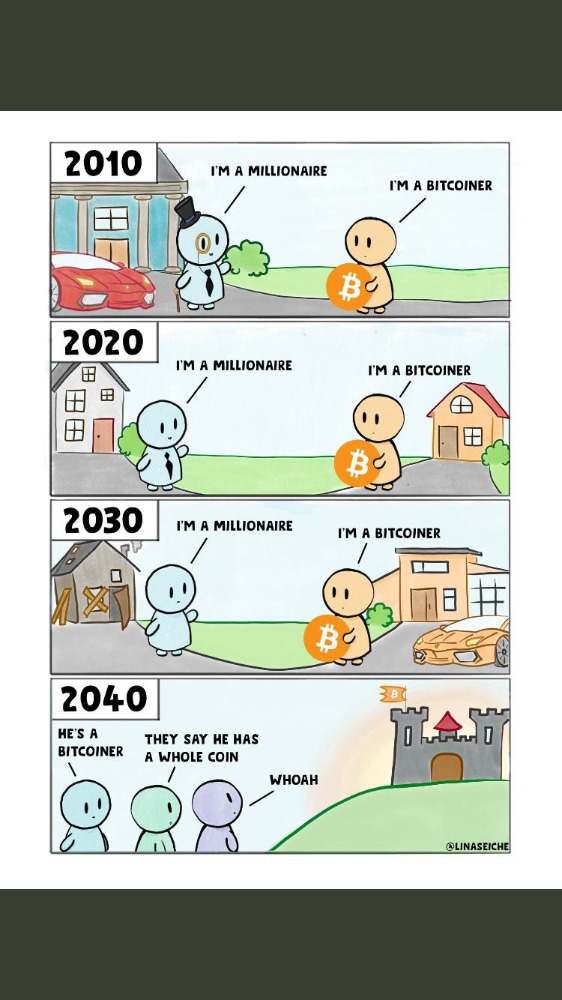 2010
I'M A MILLIONAIRE
I'M A BITCOINER
2020
I'M A MILLIONAIRE
I'M A BITCOINER
2030
I'M A MILLIONAIRE
I'M A BITCOINER
2040
HE'S A
BITCOINER
THEY SAY HE HAS
A WHOLE COIN
WHOAH
@LINASEICHE